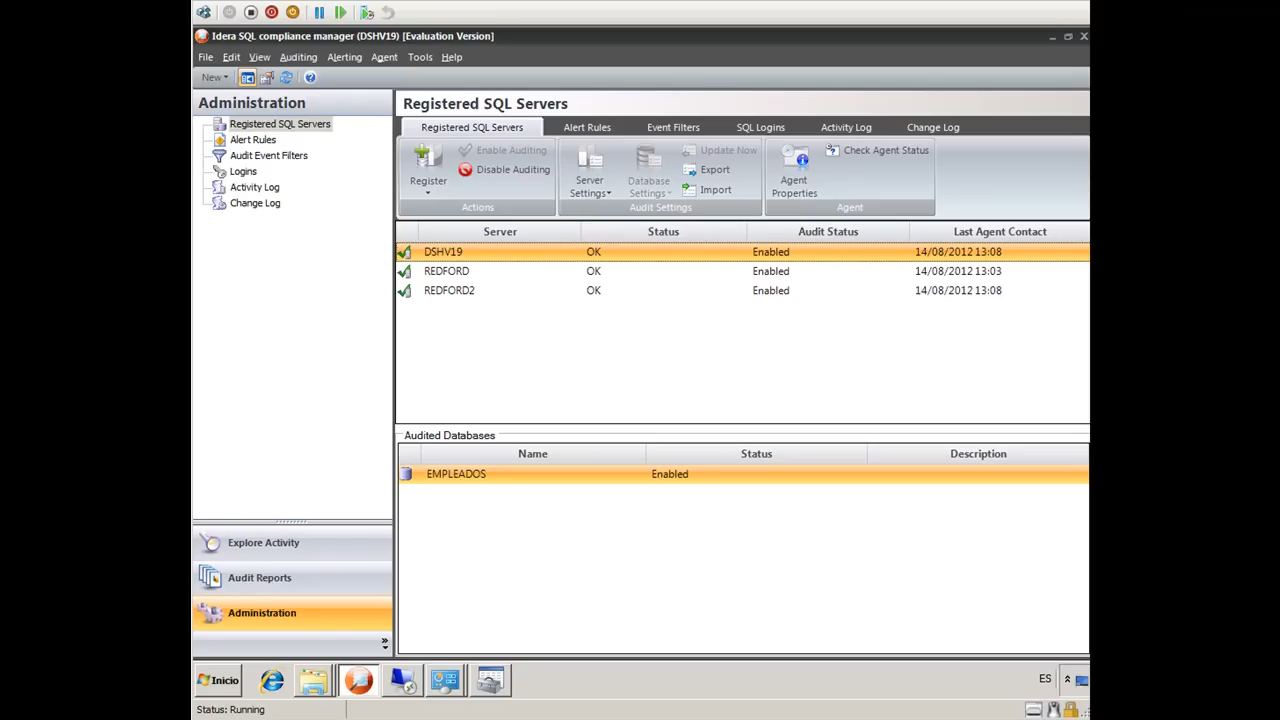 Idera SQL compliance manager (DSHV19) [Evaluation Version]
File Edit View Auditing Alerting Agent Tools Help
New
Administration
Registered SQL Servers
Alert Rules
Audit Event Filters
Logins
Activity Log
Change Log
Explore Activity
Audit Reports
Administration
Registered SQL Servers
Registered SQL Servers Alert Rules Event Filters SQL Logins Activity Log Change Log
Register
Enable Auditing
Disable Auditing
Actions
Server Settings
Database Settings
Update Now
Export
Import
Audit Settings
Agent Properties
Check Agent Status
Agent
Server Status Audit Status Last Agent Contact
DSHV19 OK Enabled 14/08/2012 13:08
REDFORD OK Enabled 14/08/2012 13:03
REDFORD2 OK Enabled 14/08/2012 13:08
Audited Databases
Name Status Description
EMPLEADOS Enabled
Inicio
ES
Status: Running